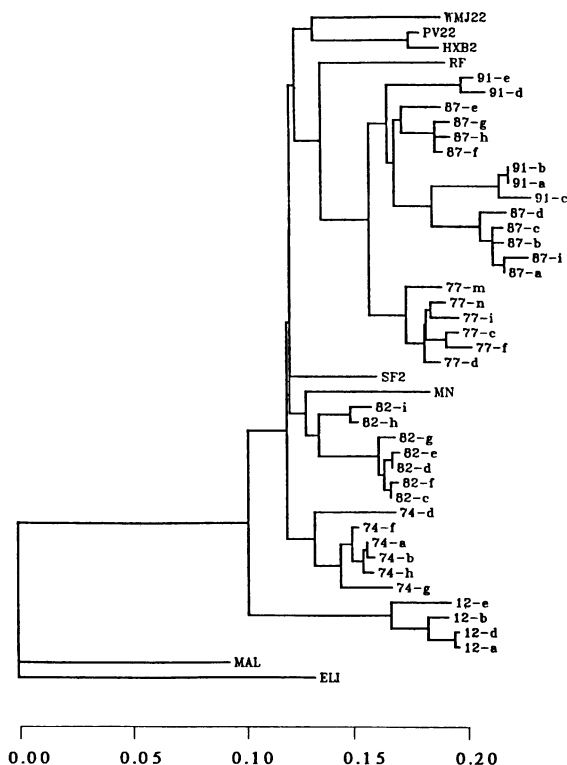 WMJ22
PV22
HXB2
RF
91-e
91-d
87-e
87-g
87-h
87-f
91-b
91-a
91-c
87-d
87-c
87-b
87-i
87-a
77-m
77-n
77-i
77-c
77-f
77-d
SF2
MN
82-i
82-h
82-g
82-e
82-d
82-f
82-c
74-d
74-f
74-a
74-b
74-h
74-g
12-e
12-b
12-d
12-a
MAL
ELI
0.00 0.05 0.10 0.15 0.20